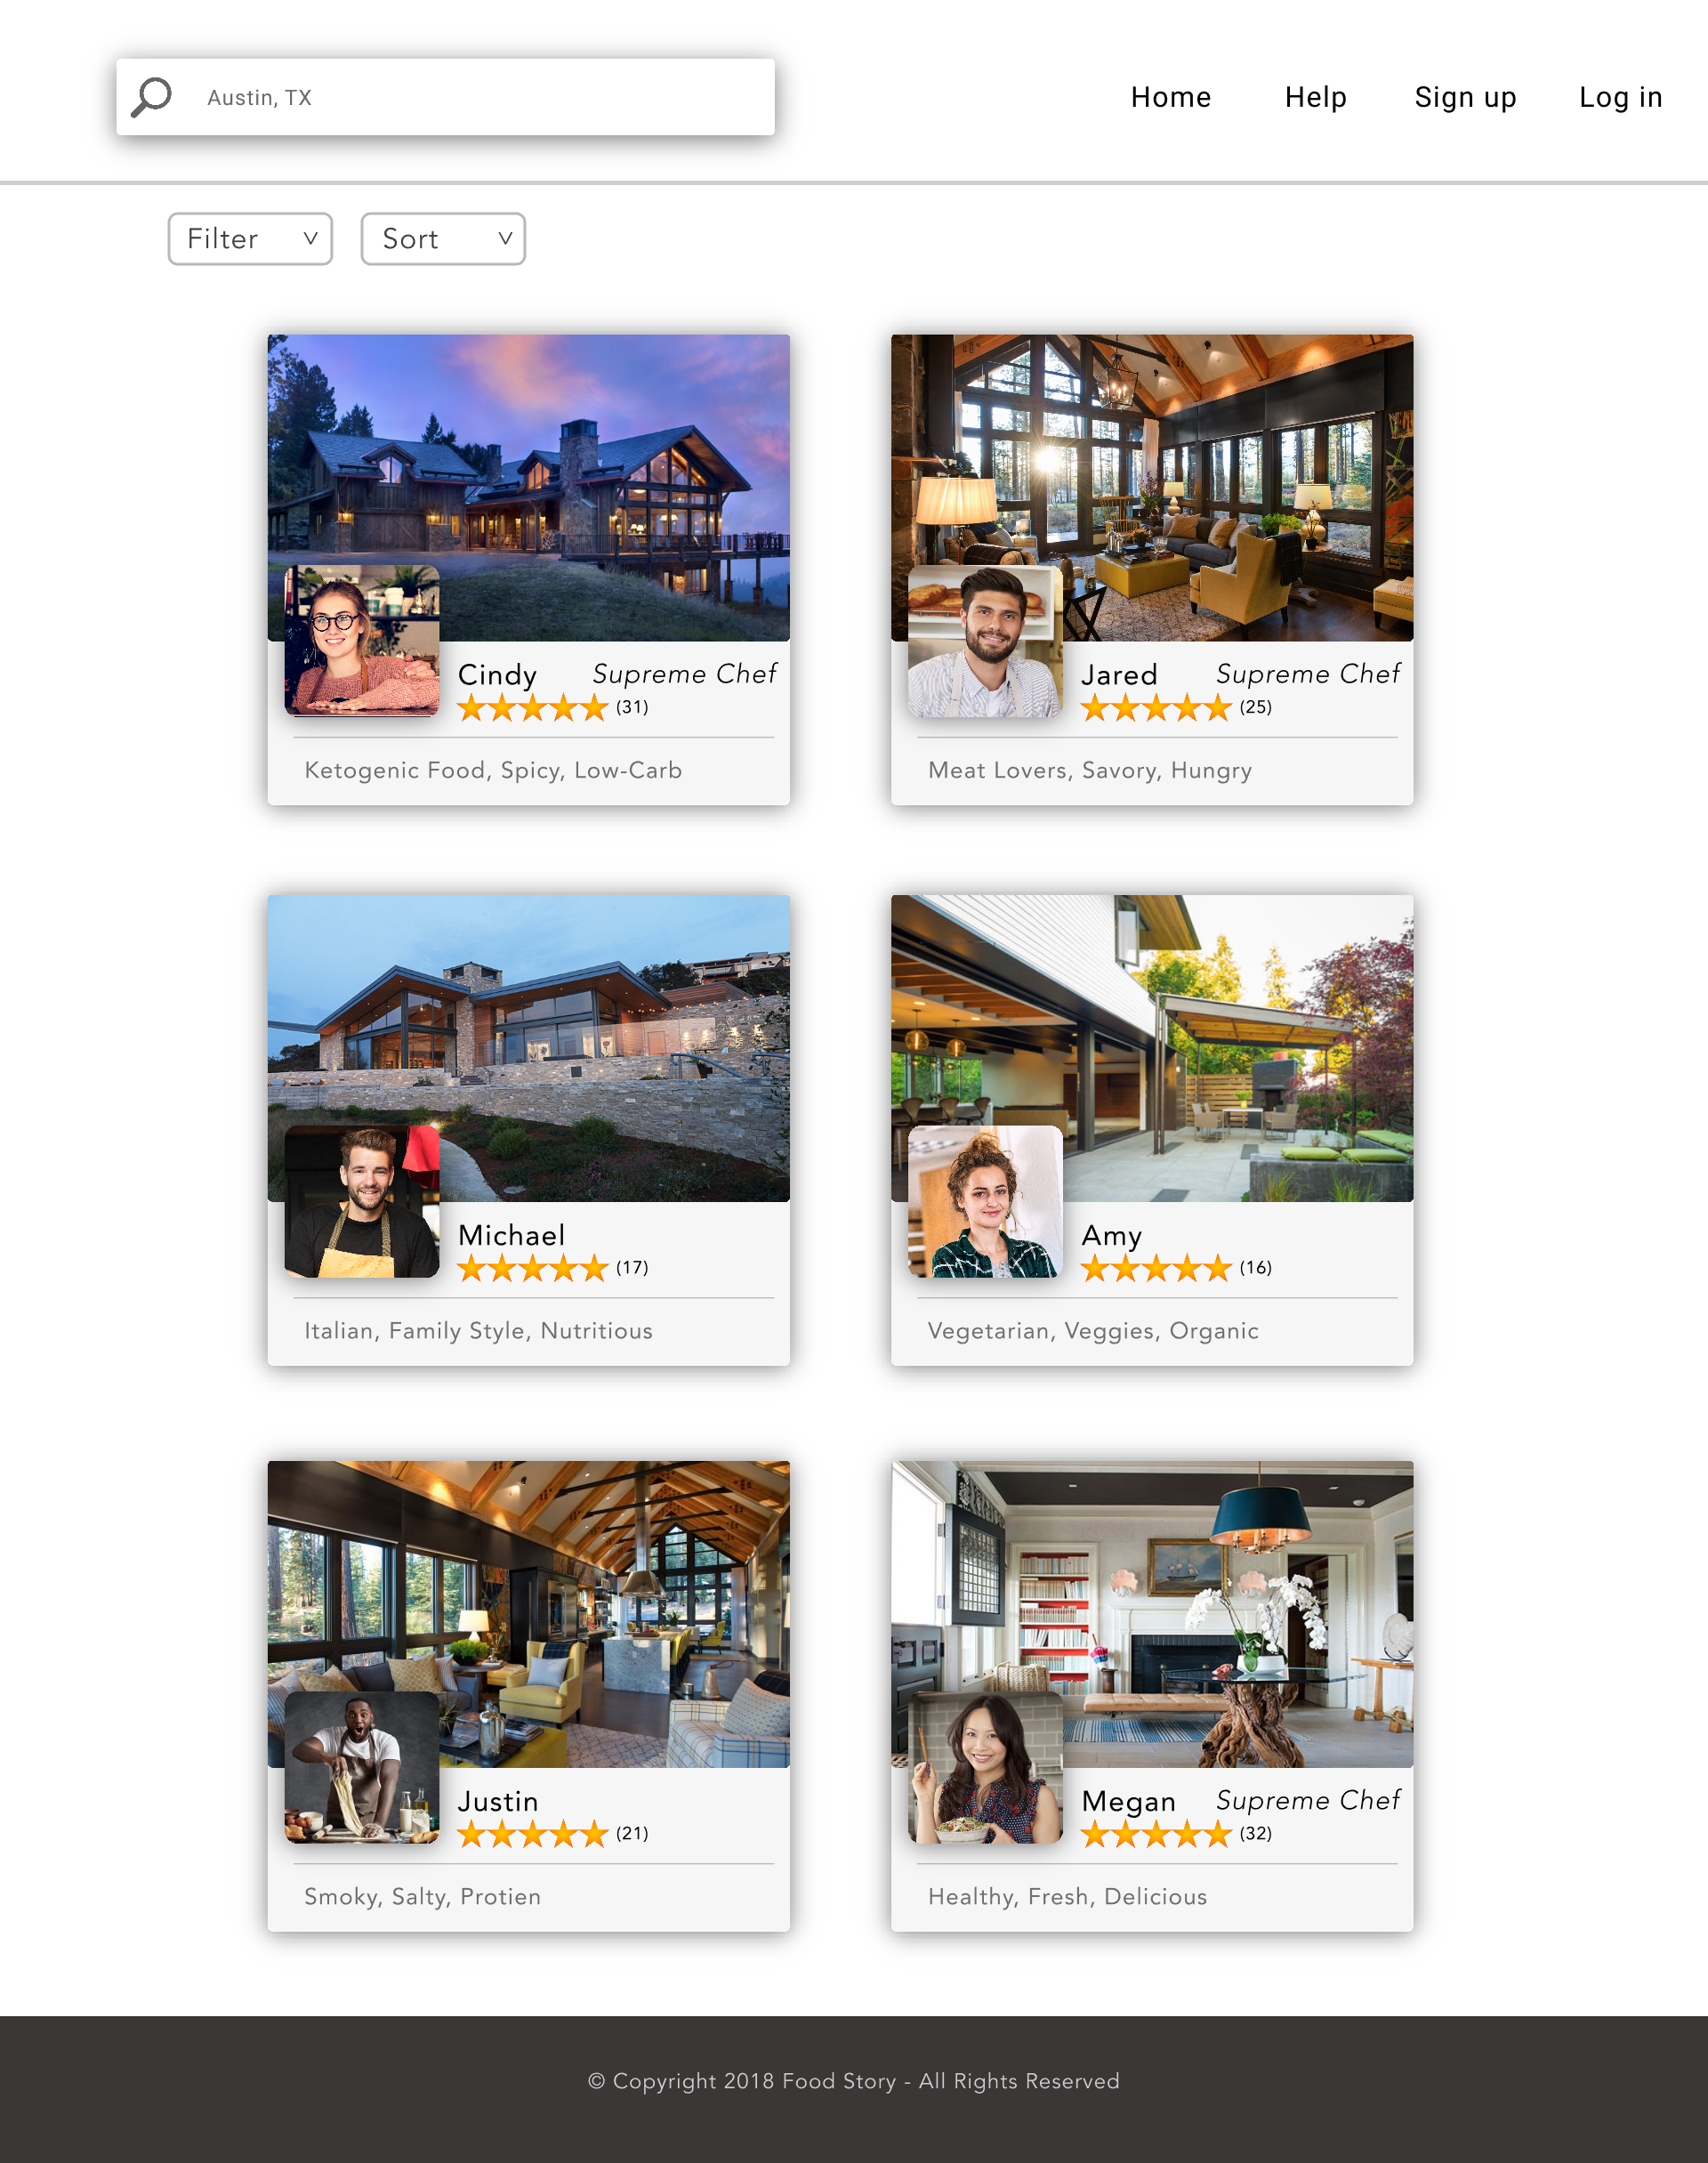 Austin, TX
Home Help Sign up Log in
Filter Sort
Cindy Supreme Chef
(31)
Ketogenic Food, Spicy, Low-Carb
Jared Supreme Chef
(25)
Meat Lovers, Savory, Hungry
Michael
(17)
Italian, Family Style, Nutritious
Amy
(16)
Vegetarian, Veggies, Organic
Justin
(21)
Smoky, Salty, Protien
Megan Supreme Chef
(32)
Healthy, Fresh, Delicious
© Copyright 2018 Food Story - All Rights Reserved